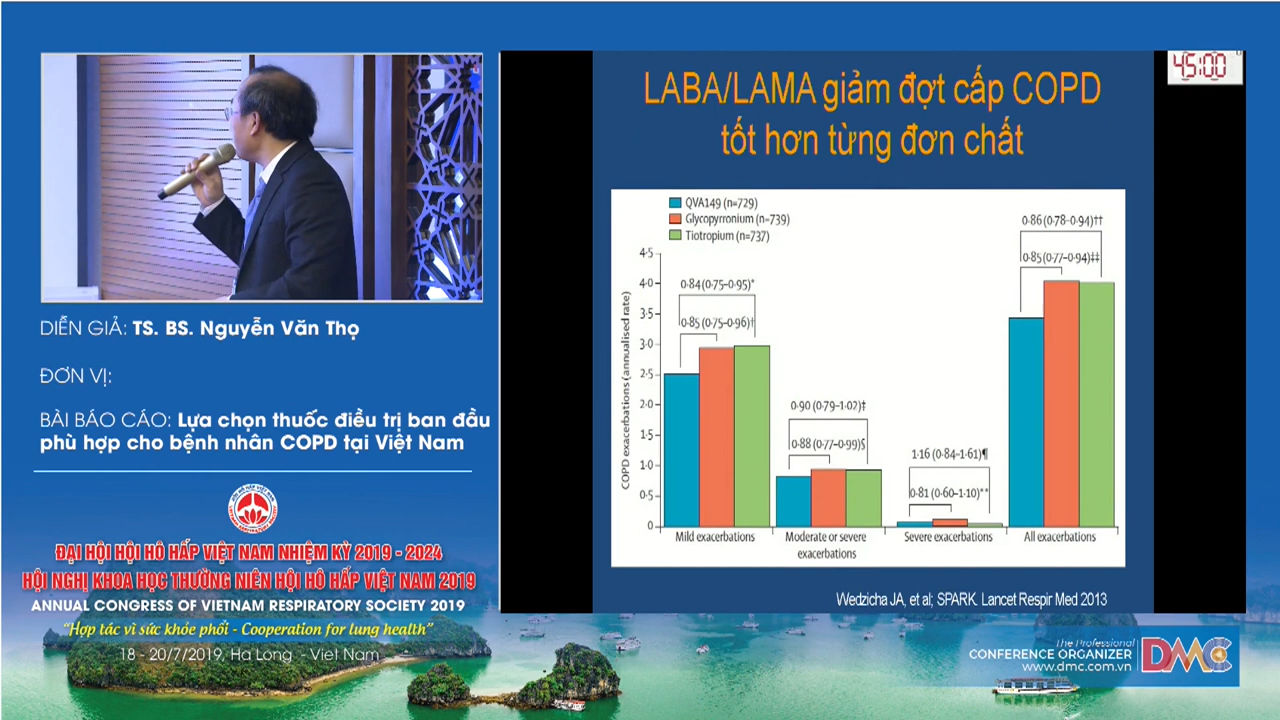 DIỄN GIẢ: TS. BS. Nguyễn Văn Thọ
ĐƠN VỊ:
BÀI BÁO CÁO: Lựa chọn thuốc điều trị ban đầu
phù hợp cho bệnh nhân COPD tại Việt Nam
ĐẠI HỘI HỘI HÔ HẤP VIỆT NAM NHIỆM KỲ 2019 - 2024
HỘI NGHỊ KHOA HỌC THƯỜNG NIÊN HỘI HÔ HẤP VIỆT NAM 2019
ANNUAL CONGRESS OF VIETNAM RESPIRATORY SOCIETY 2019
“Hợp tác vì sức khỏe phổi - Cooperation for lung health”
18 - 20/7/2019, Ha Long - Viet Nam
45:00
LABA/LAMA giảm đợt cấp COPD
tốt hơn từng đơn chất
QVA149 (n=729)
Glycopyrronium (n=739)
Tiotropium (n=737)
COPD exacerbations (annualised rate)
4·5
4·0
3·5
3·0
2·5
2·0
1·5
1·0
0·5
0
0·84 (0·75–0·95)*
0·85 (0·75–0·96)†
0·90 (0·79–1·02)‡
0·88 (0·77–0·99)§
1·16 (0·84–1·61)¶
0·81 (0·60–1·10)**
0·86 (0·78–0·94)††
0·85 (0·77–0·94)‡‡
Mild exacerbations
Moderate or severe
exacerbations
Severe exacerbations
All exacerbations
Wedzicha JA, et al; SPARK. Lancet Respir Med 2013
The Professional
CONFERENCE ORGANIZER
www.dmc.com.vn
DMC